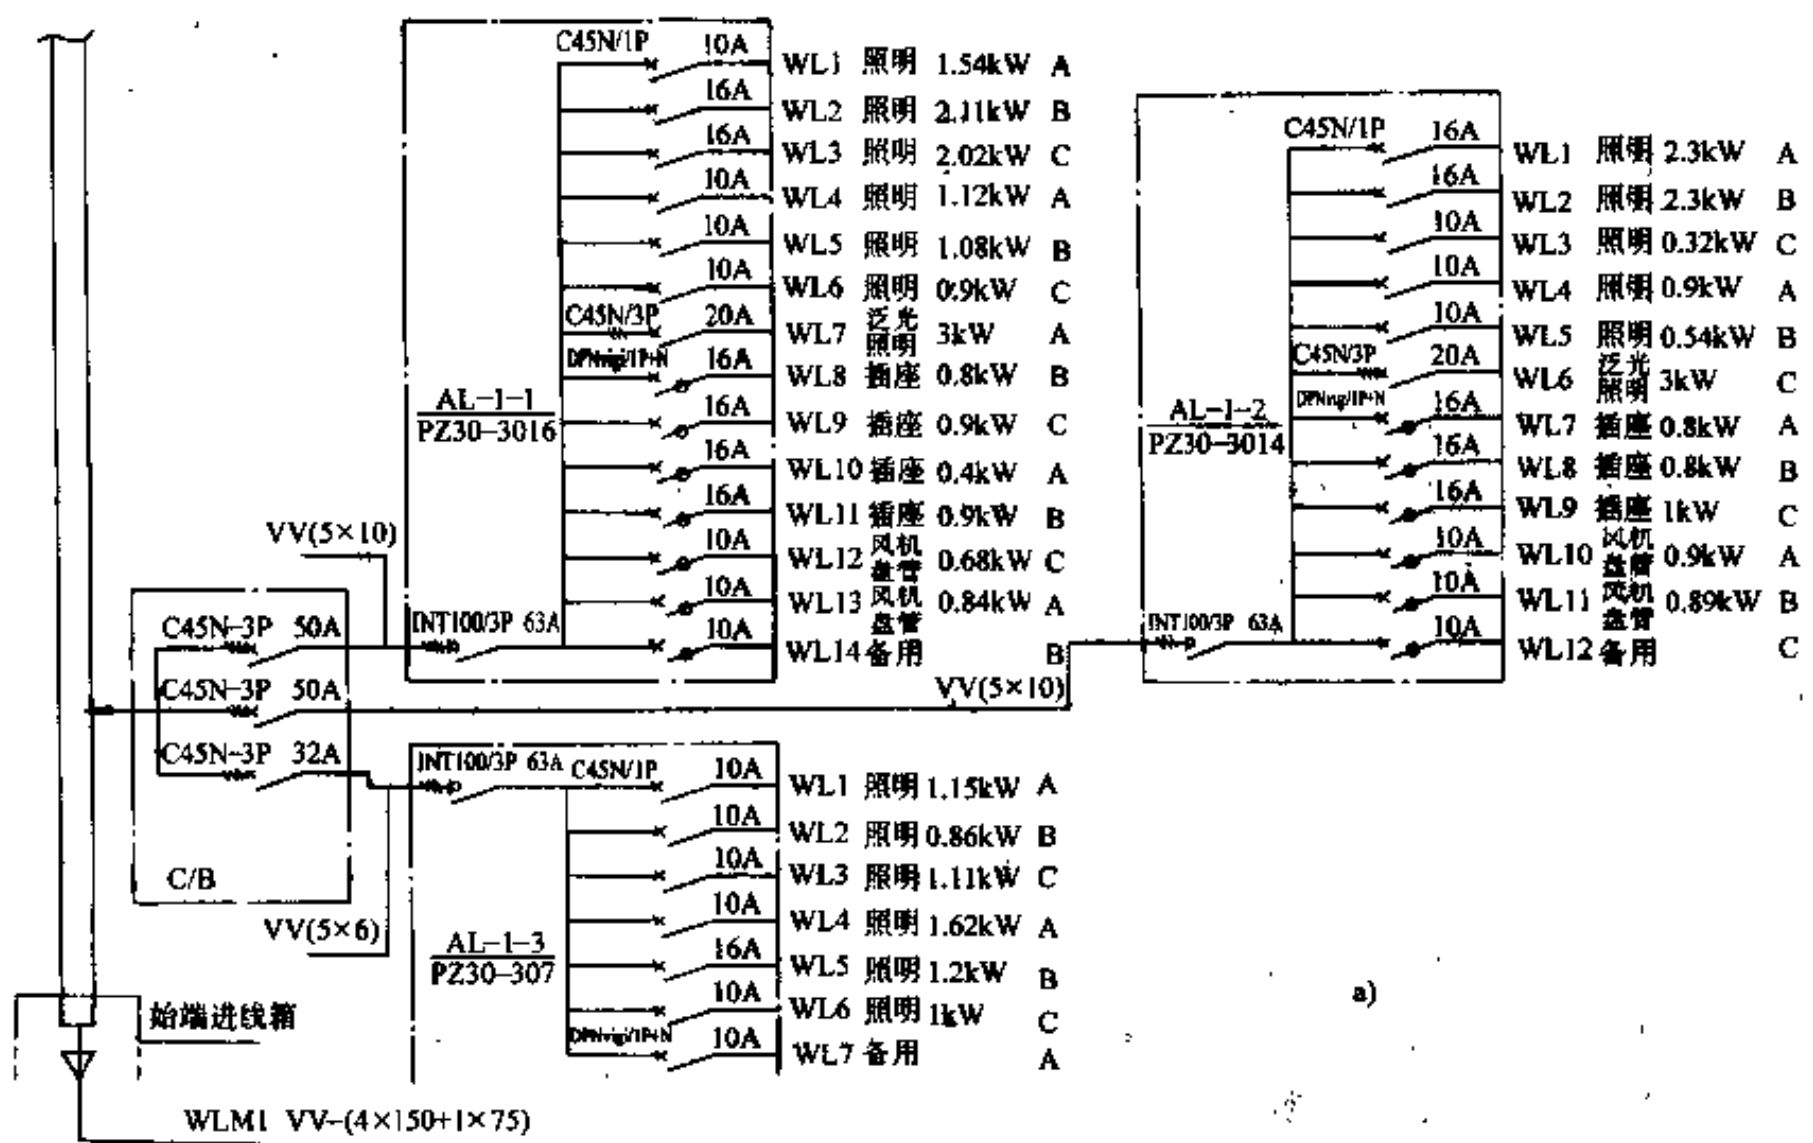 C45N/1P 10A WL1 照明 1.54kW A
16A WL2 照明 2.11kW B
16A WL3 照明 2.02kW C
10A WL4 照明 1.12kW A
10A WL5 照明 1.08kW B
10A WL6 照明 0.9kW C
C45N/3P 20A WL7 泛光照明 3kW A
DPNvigi/1P+N 16A WL8 插座 0.8kW B
16A WL9 插座 0.9kW C
16A WL10 插座 0.4kW A
16A WL11 插座 0.9kW B
10A WL12 风机盘管 0.68kW C
10A WL13 风机盘管 0.84kW A
10A WL14 备用 B
AL-1-1
PZ30-3016
INT100/3P 63A
VV(5×10)
C45N/1P 16A WL1 照明 2.3kW A
16A WL2 照明 2.3kW B
10A WL3 照明 0.32kW C
10A WL4 照明 0.9kW A
10A WL5 照明 0.54kW B
C45N/3P 20A WL6 泛光照明 3kW C
DPNvigi/1P+N 16A WL7 插座 0.8kW A
16A WL8 插座 0.8kW B
16A WL9 插座 1kW C
10A WL10 风机盘管 0.9kW A
10A WL11 风机盘管 0.89kW B
10A WL12 备用 C
AL-1-2
PZ30-3014
INT100/3P 63A
VV(5×10)
C45N-3P 50A
C45N-3P 50A
C45N-3P 32A
C/B
VV(5×6)
INT100/3P 63A
C45N/1P 10A WL1 照明 1.15kW A
10A WL2 照明 0.86kW B
10A WL3 照明 1.11kW C
10A WL4 照明 1.62kW A
16A WL5 照明 1.2kW B
10A WL6 照明 1kW C
DPNvigi/1P+N 10A WL7 备用 A
AL-1-3
PZ30-307
始端进线箱
WLM1 VV-(4×150+1×75)
a)